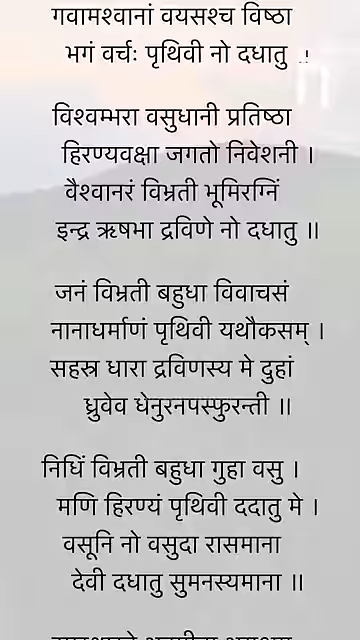 गवामश्वानां वयसश्च विष्ठा
भगं वर्चः पृथिवी नो दधातु ..!
विश्वम्भरा वसुधानी प्रतिष्ठा
हिरण्यवक्षा जगतो निवेशनी ।
वैश्वानरं विभ्रती भूमिरग्निं
इन्द्र ऋषभा द्रविणे नो दधातु ॥
जनं विभ्रती बहुधा विवाचसं
नानाधर्माणं पृथिवी यथौकसम् ।
सहस्र धारा द्रविणस्य मे दुहां
ध्रुवेव धेनुरनपस्फुरन्ती ॥
निधिं विभ्रती बहुधा गुहा वसु ।
मणि हिरण्यं पृथिवी ददातु मे ।
वसूनि नो वसुदा रासमाना
देवी दधातु सुमनस्यमाना ॥